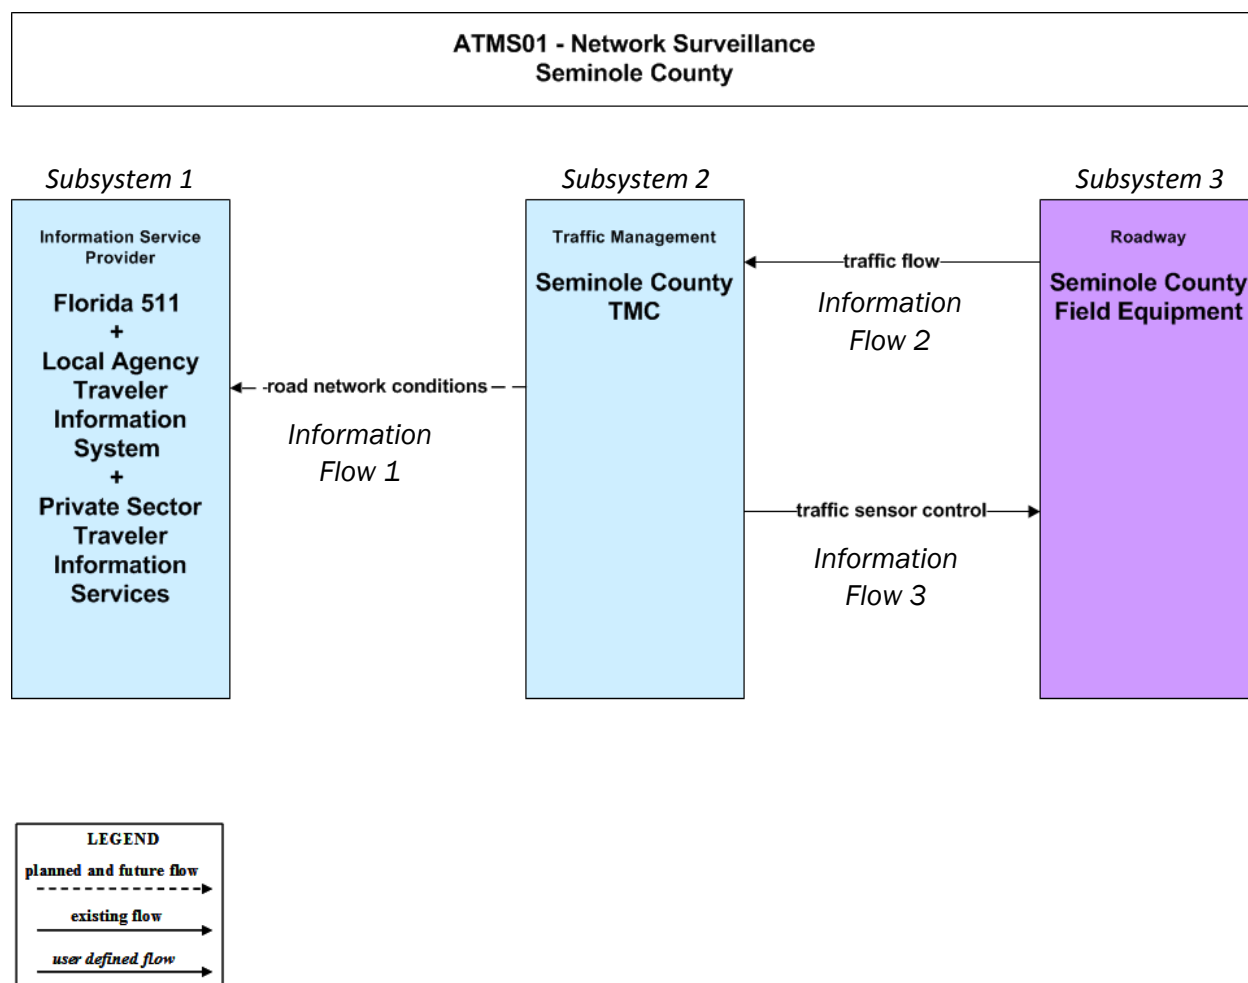 ATMS01 - Network Surveillance
Seminole County
Subsystem 1
Subsystem 2
Subsystem 3
Information Service
Provider
Florida 511
+
Local Agency
Traveler
Information
System
+
Private Sector
Traveler
Information
Services
road network conditions
Information
Flow 1
Traffic Management
Seminole County
TMC
traffic flow
Information
Flow 2
traffic sensor control
Information
Flow 3
Roadway
Seminole County
Field Equipment
LEGEND
planned and future flow
existing flow
user defined flow